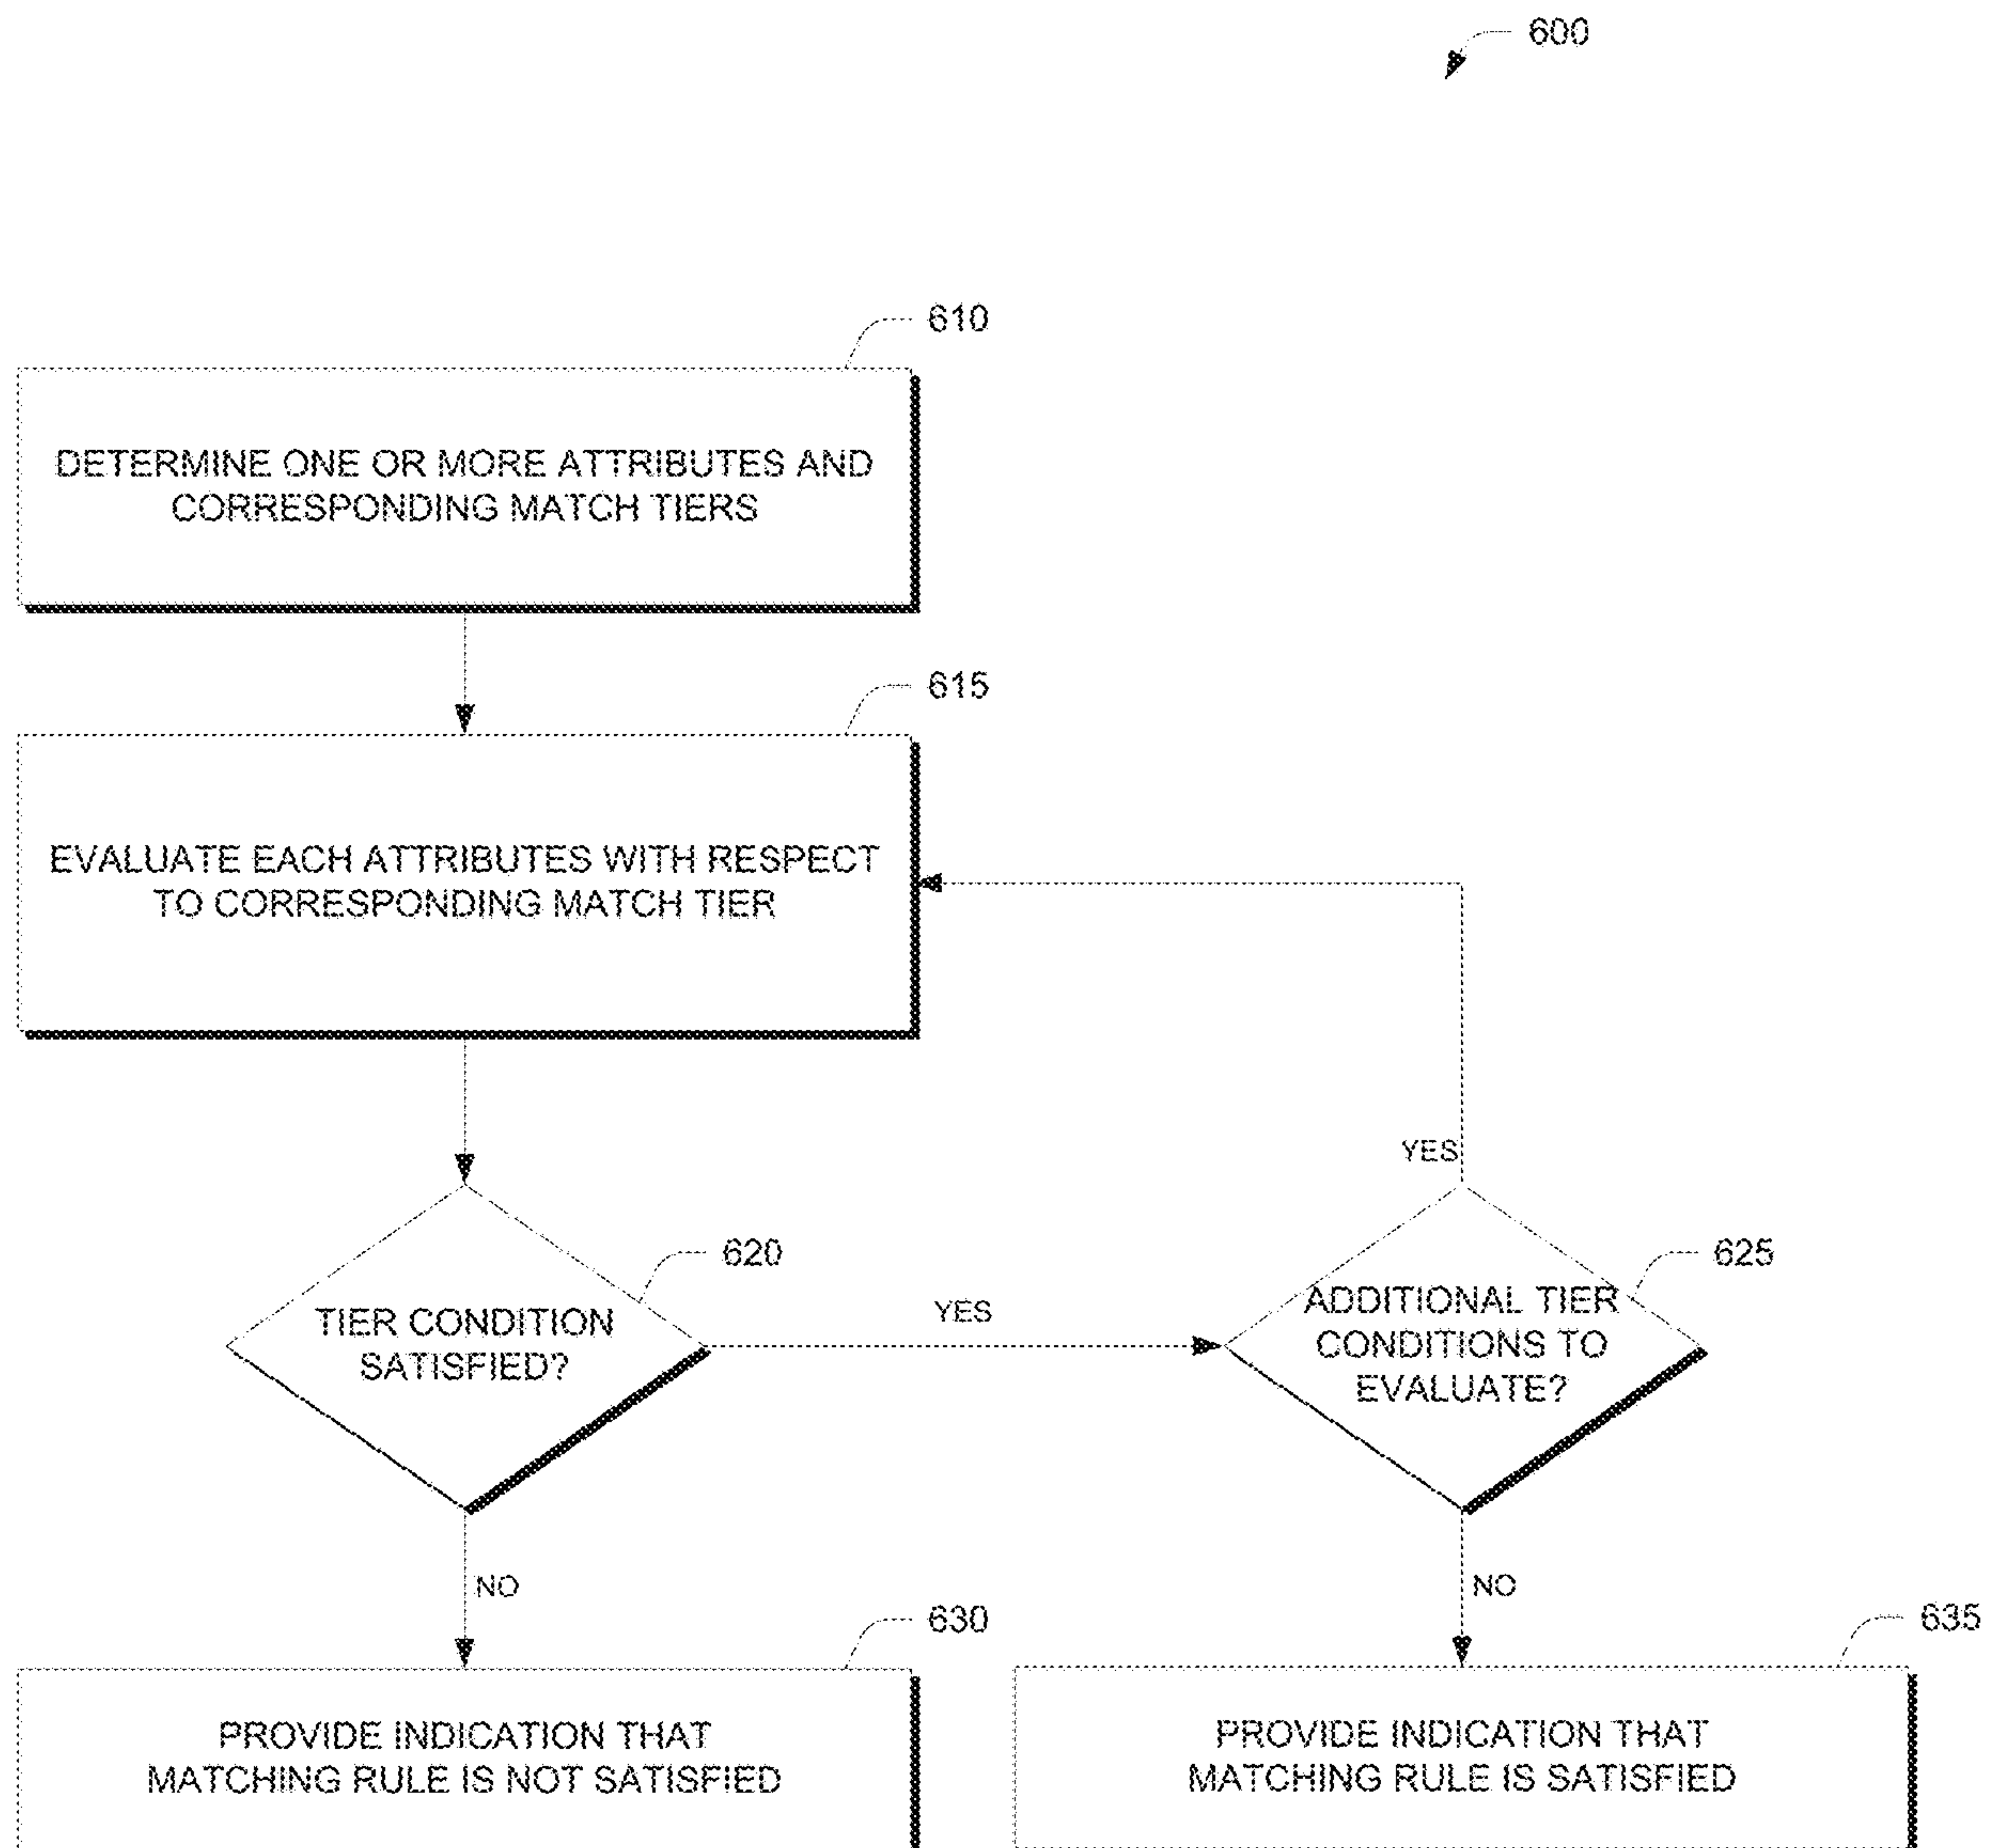 600
610
DETERMINE ONE OR MORE ATTRIBUTES AND
CORRESPONDING MATCH TIERS
615
EVALUATE EACH ATTRIBUTES WITH RESPECT
TO CORRESPONDING MATCH TIER
YES
620
625
TIER CONDITION
SATISFIED?
YES
ADDITIONAL TIER
CONDITIONS TO
EVALUATE?
NO
NO
630
635
PROVIDE INDICATION THAT
MATCHING RULE IS NOT SATISFIED
PROVIDE INDICATION THAT
MATCHING RULE IS SATISFIED